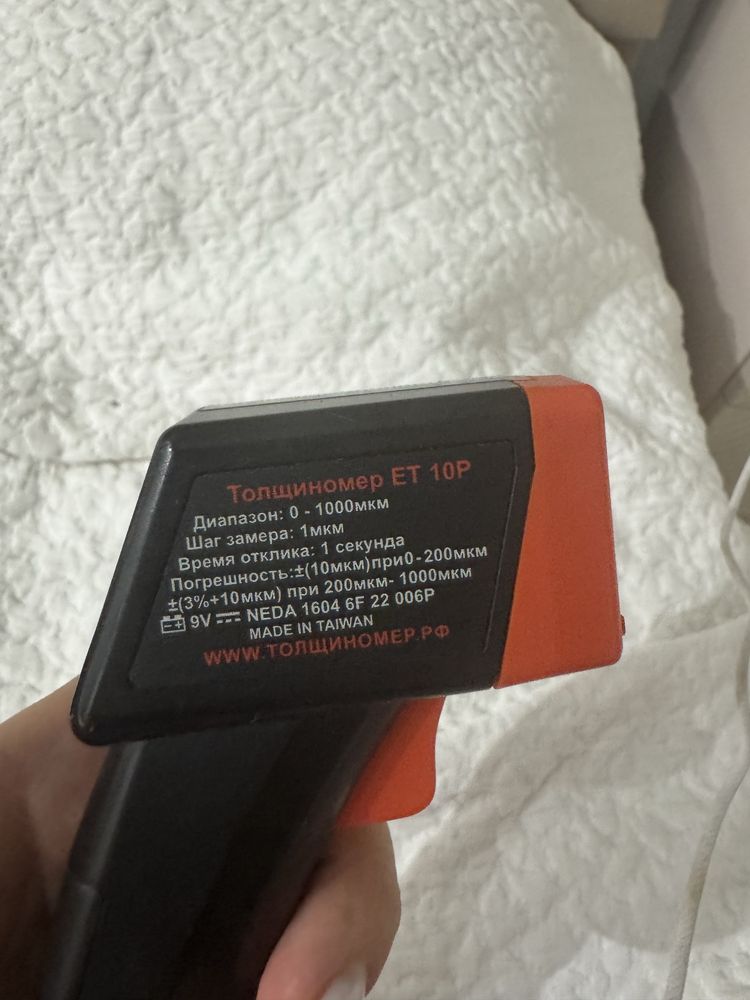 Толщиномер ET 10P
Диапазон: 0 - 1000мкм
Шаг замера: 1мкм
Время отклика: 1 секунда
Погрешность:±(10мкм)при0-200мкм
±(3%+10мкм) при 200мкм- 1000мкм
9V NEDA 1604 6F 22 006P
MADE IN TAIWAN
WWW.ТОЛЩИНОМЕР.РФ